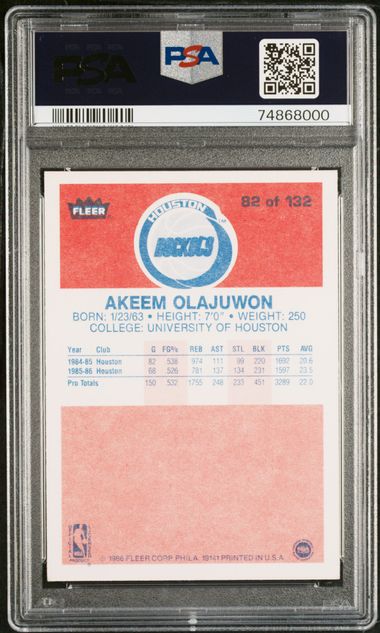 PSA
PSA
74868000
FLEER
HOUSTON
ROCKETS
82 of 132
AKEEM OLAJUWON
BORN: 1/23/63 • HEIGHT: 7'0" • WEIGHT: 250
COLLEGE: UNIVERSITY OF HOUSTON
Year Club G FG% REB AST STL BLK PTS AVG
1984-85 Houston 82 .538 974 111 99 220 1692 20.6
1985-86 Houston 68 .526 781 137 134 231 1597 23.5
Pro Totals 150 .532 1755 248 233 451 3289 22.0
© 1986 FLEER CORP. PHILA. 19141 PRINTED IN U.S.A.